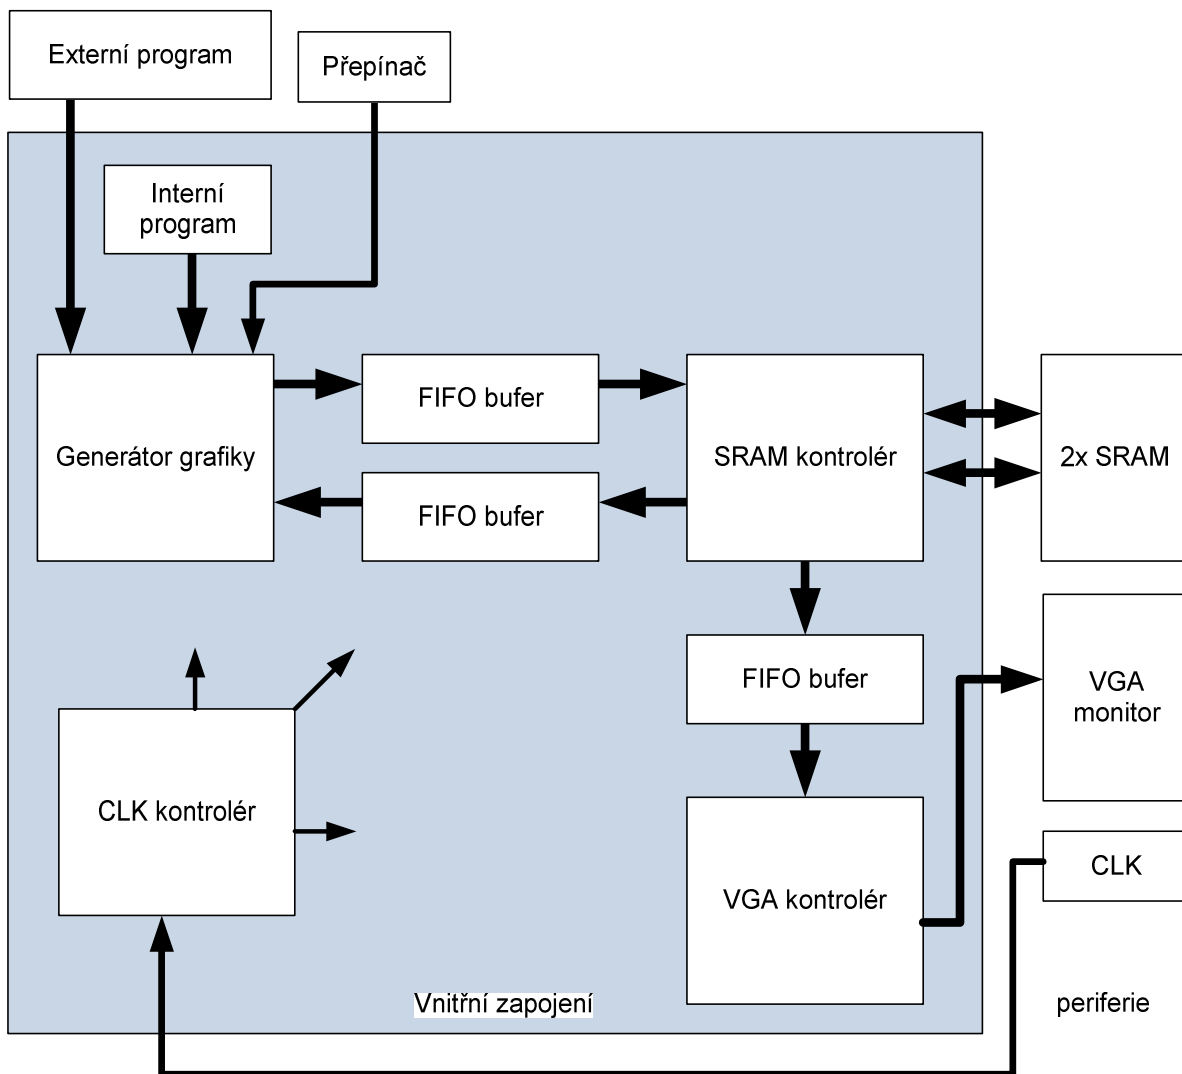 Externí program
Přepínač
Interní
program
Generátor grafiky
FIFO bufer
SRAM kontrolér
2x SRAM
FIFO bufer
FIFO bufer
VGA
monitor
CLK kontrolér
CLK
VGA kontrolér
Vnitřní zapojení
periferie